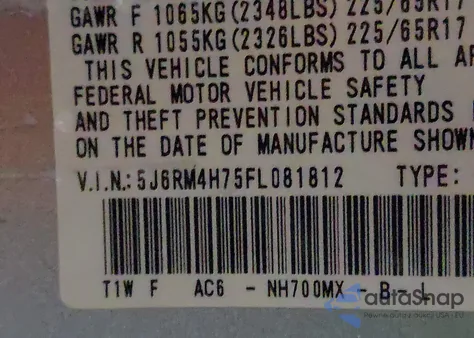 GAWR F 1065KG(2348LBS) 225/65R17
GAWR R 1055KG(2326LBS) 225/65R17
THIS VEHICLE CONFORMS TO ALL AP
FEDERAL MOTOR VEHICLE SAFETY
AND THEFT PREVENTION STANDARDS
ON THE DATE OF MANUFACTURE SHOWN
V.I.N.: 5J6RM4H75FL081812 TYPE:
T1W F AC6 - NH700MX - B - L
autoSnap